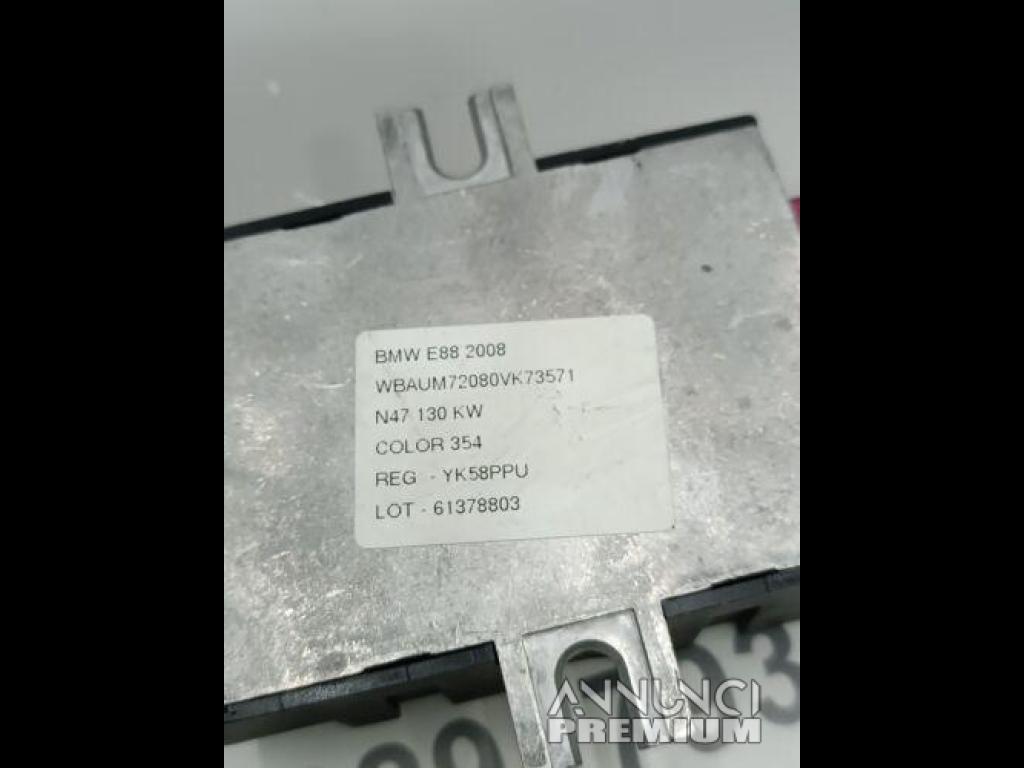 BMW E88 2008
WBAUM72080VK73571
N47 130 KW
COLOR 354
REG - YK58PPU
LOT - 61378803
ANNUNCI
PREMIUM